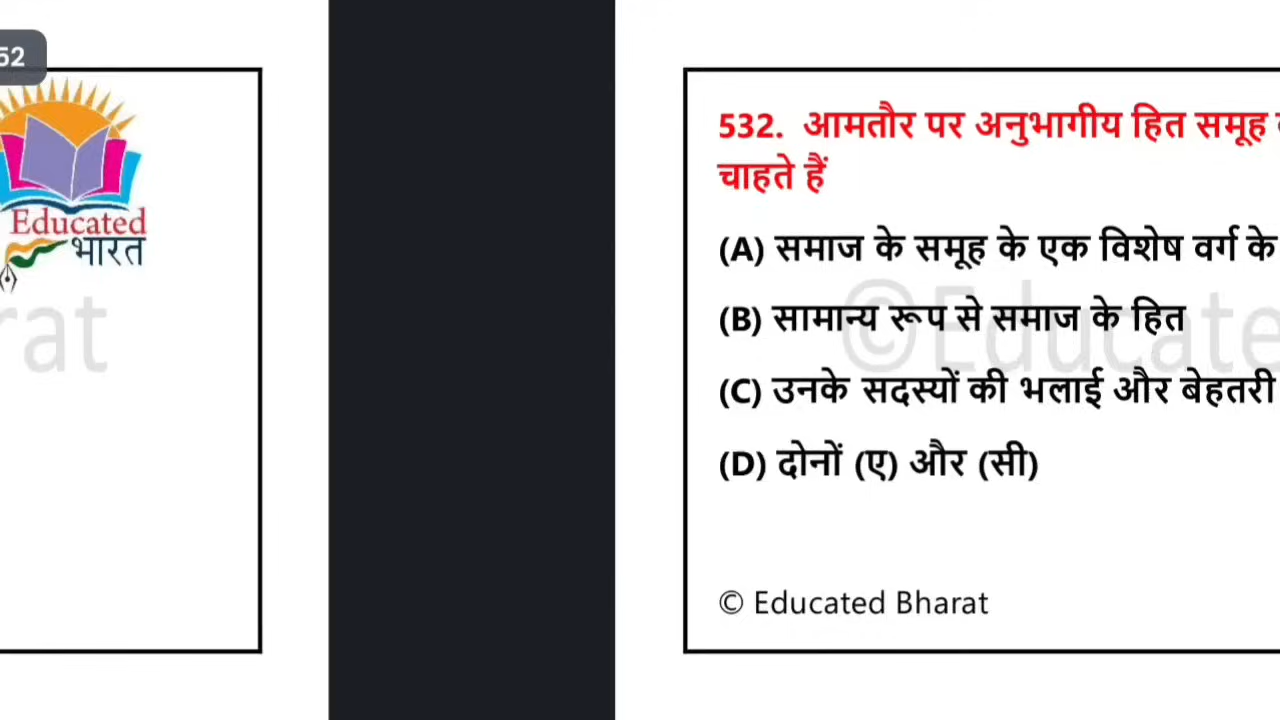 52
Educated
भारत
rat
532. आमतौर पर अनुभागीय हित समूह
चाहते हैं
(A) समाज के समूह के एक विशेष वर्ग के
(B) सामान्य रूप से समाज के हित
©Educate
(C) उनके सदस्यों की भलाई और बेहतरी
(D) दोनों (ए) और (सी)
© Educated Bharat